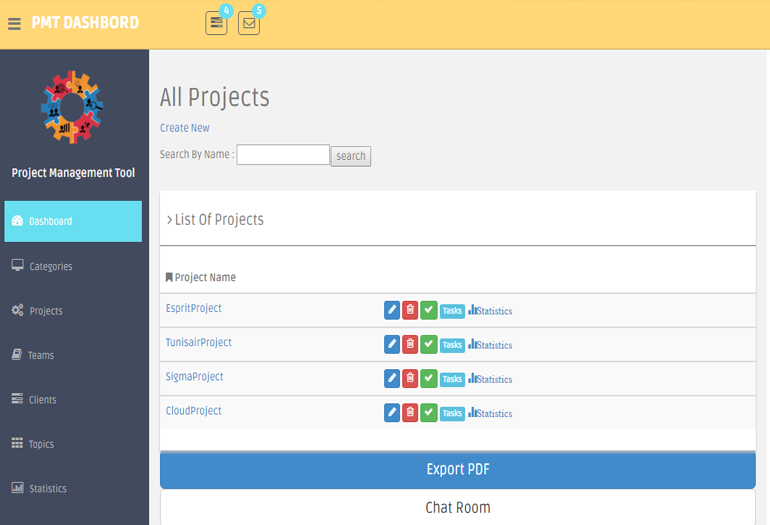 PMT DASHBORD
4
5
Project Management Tool
Dashboard
Categories
Projects
Teams
Clients
Topics
Statistics
All Projects
Create New
Search By Name :
search
> List Of Projects
Project Name
EspritProject Tasks Statistics
TunisairProject Tasks Statistics
SigmaProject Tasks Statistics
CloudProject Tasks Statistics
Export PDF
Chat Room